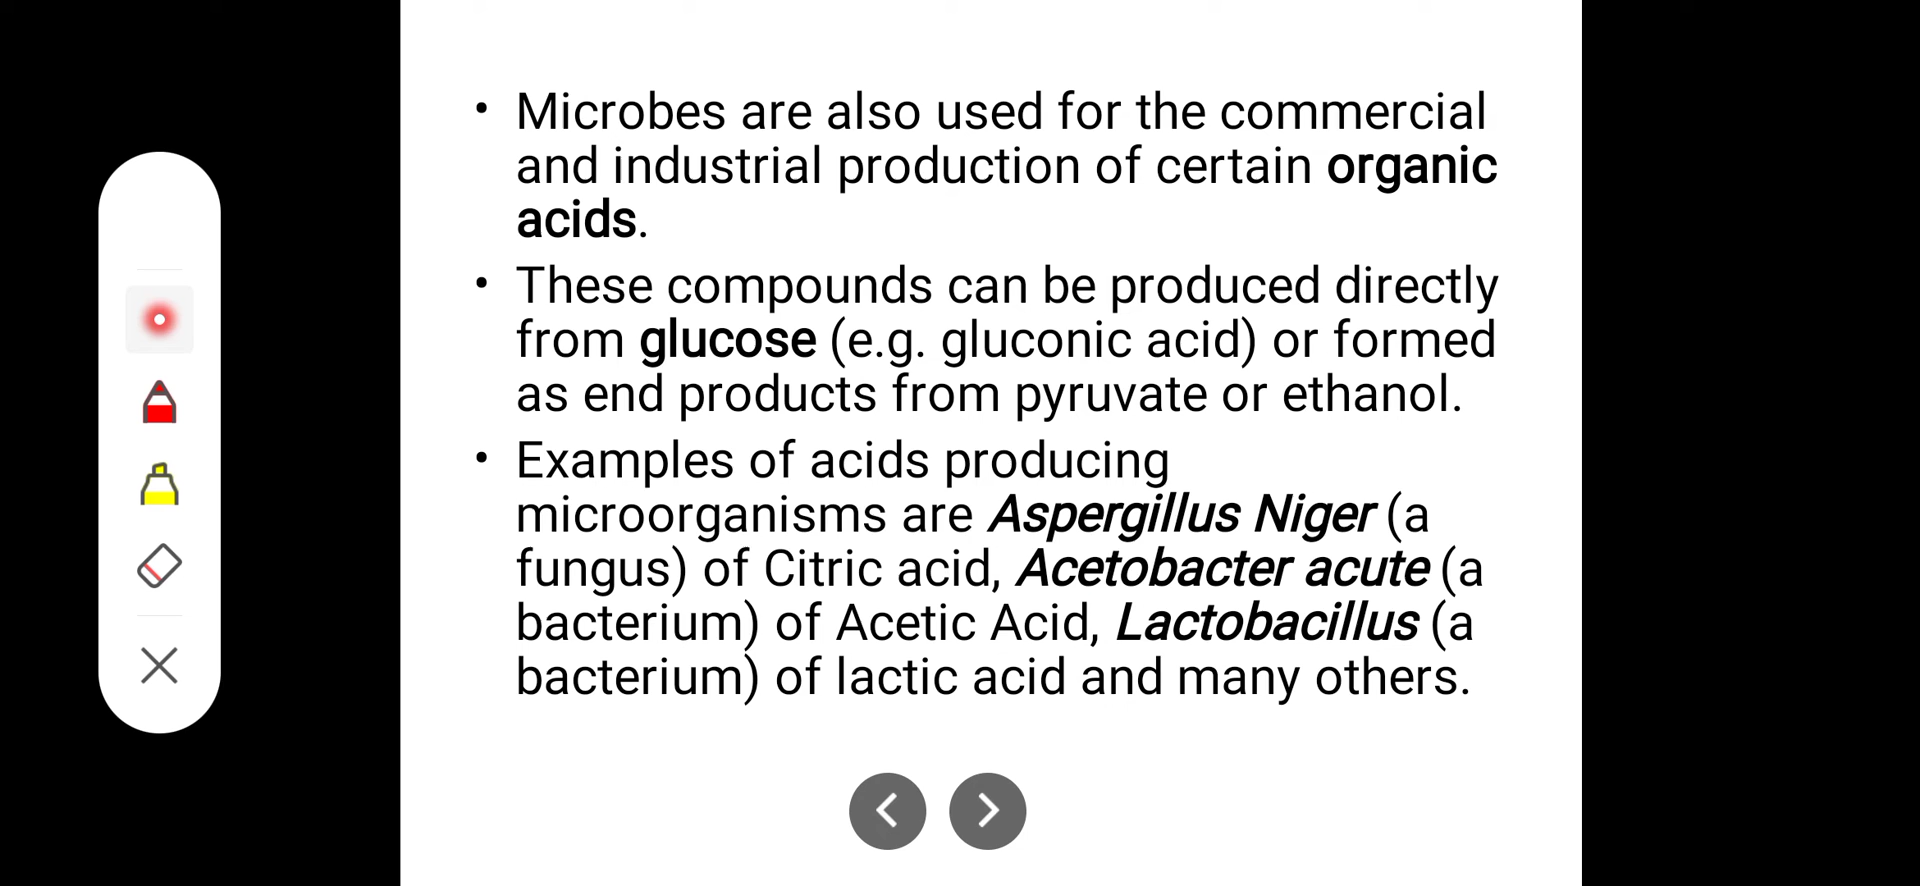 • Microbes are also used for the commercial
and industrial production of certain organic
acids.
• These compounds can be produced directly
from glucose (e.g. gluconic acid) or formed
as end products from pyruvate or ethanol.
• Examples of acids producing
microorganisms are Aspergillus Niger (a
fungus) of Citric acid, Acetobacter acute (a
bacterium) of Acetic Acid, Lactobacillus (a
bacterium) of lactic acid and many others.